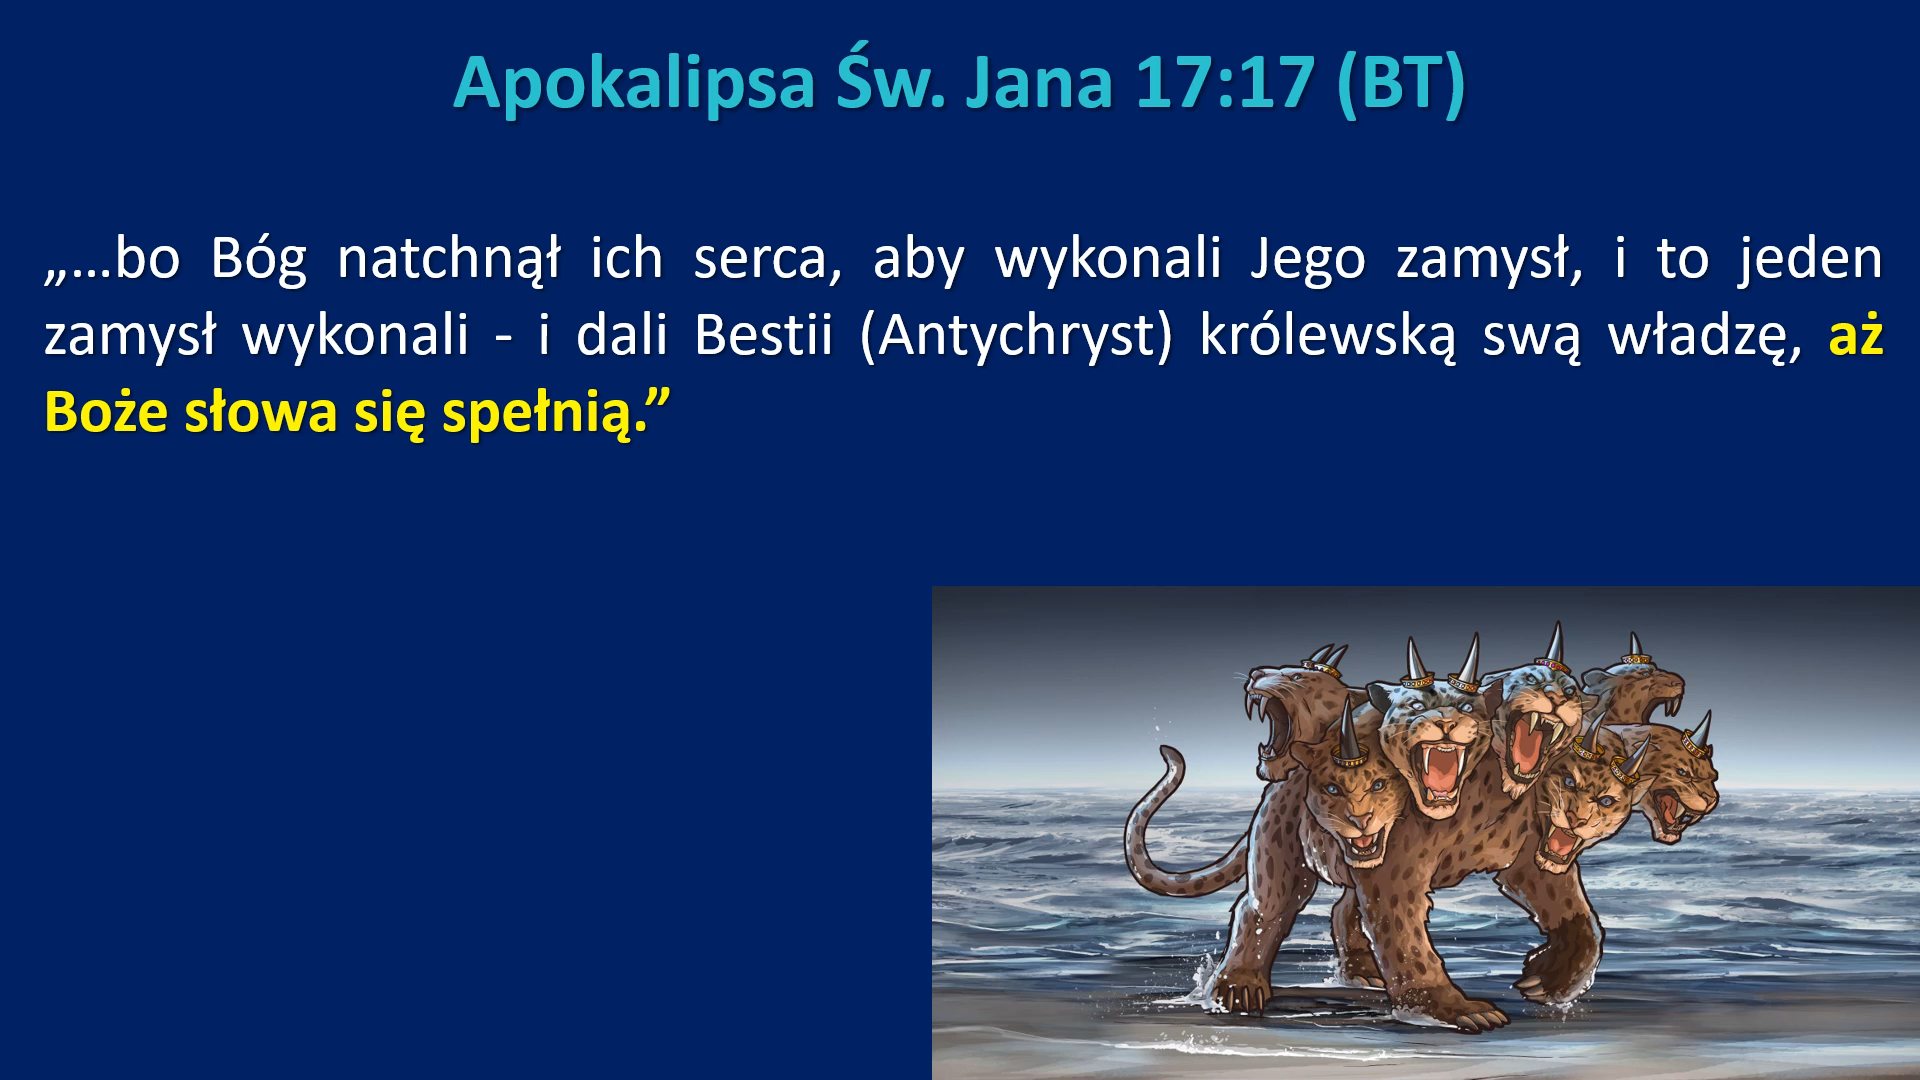 Apokalipsa Św. Jana 17:17 (BT)
„…bo Bóg natchnął ich serca, aby wykonali Jego zamysł, i to jeden
zamysł wykonali - i dali Bestii (Antychryst) królewską swą władzę, aż
Boże słowa się spełnią.”